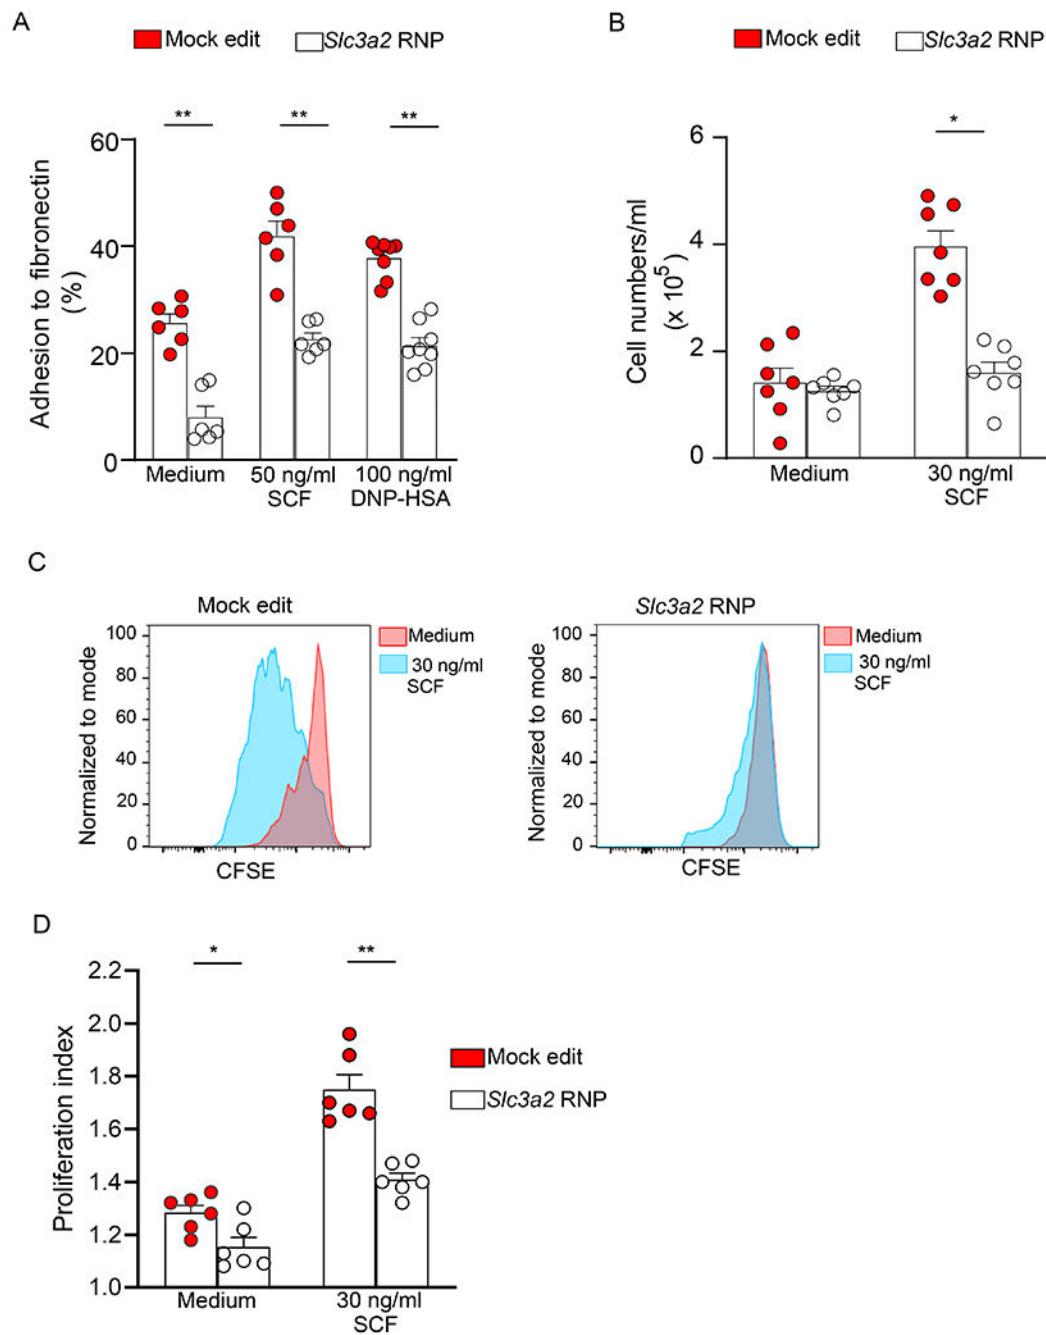 A
Mock edit
Slc3a2 RNP
**
**
**
60
40
20
0
Adhesion to fibronectin
(%)
Medium
50 ng/ml
SCF
100 ng/ml
DNP-HSA
B
Mock edit
Slc3a2 RNP
*
6
4
2
0
Cell numbers/ml
(x 10⁵)
Medium
30 ng/ml
SCF
C
Mock edit
Medium
30 ng/ml
SCF
100
80
60
40
20
0
Normalized to mode
CFSE
Slc3a2 RNP
Medium
30 ng/ml
SCF
100
80
60
40
20
0
Normalized to mode
CFSE
D
*
**
2.2
2.0
1.8
1.6
1.4
1.2
1.0
Proliferation index
Mock edit
Slc3a2 RNP
Medium
30 ng/ml
SCF